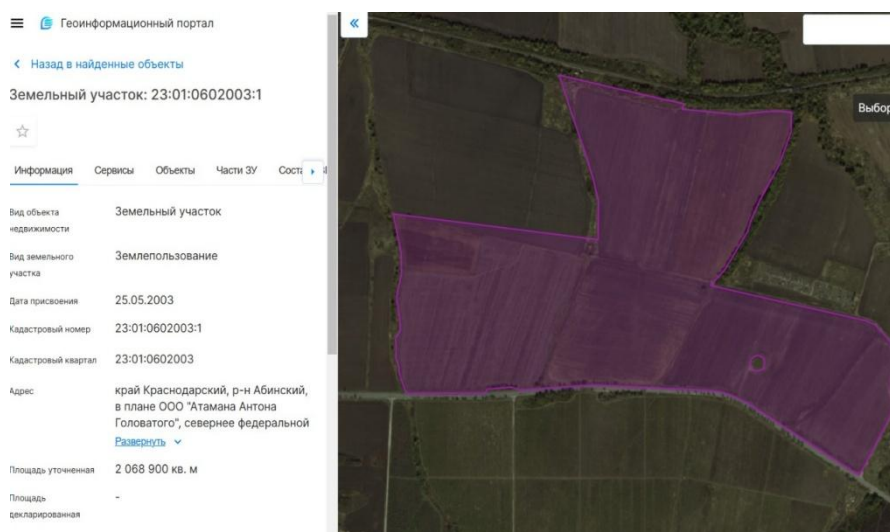 Геоинформационный портал
Назад в найденные объекты
Земельный участок: 23:01:0602003:1
Информация Сервисы Объекты Части ЗУ
Вид объекта недвижимости Земельный участок
Вид земельного участка Землепользование
Дата присвоения 25.05.2003
Кадастровый номер 23:01:0602003:1
Кадастровый квартал 23:01:0602003
Адрес край Краснодарский, р-н Абинский,
в плане ООО "Атамана Антона
Головатого", севернее федеральной
Развернуть
Площадь уточненная 2 068 900 кв. м
Площадь декларированная -
Выбор